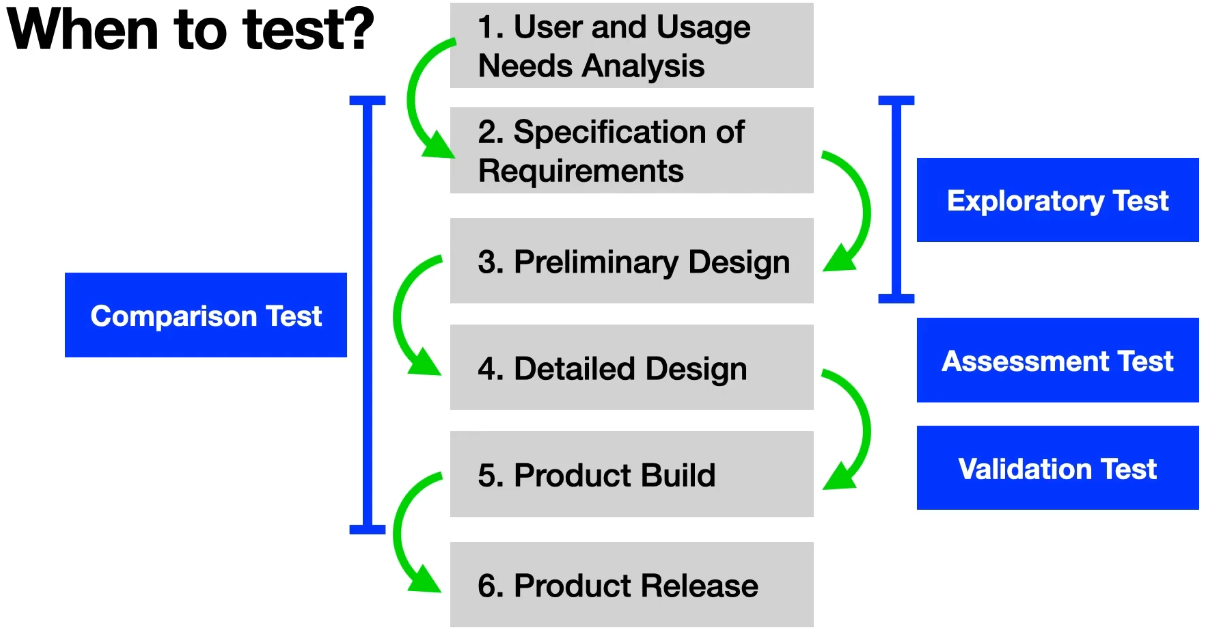 When to test?
1. User and Usage
Needs Analysis
2. Specification of
Requirements
Exploratory Test
3. Preliminary Design
Comparison Test
4. Detailed Design
Assessment Test
5. Product Build
Validation Test
6. Product Release